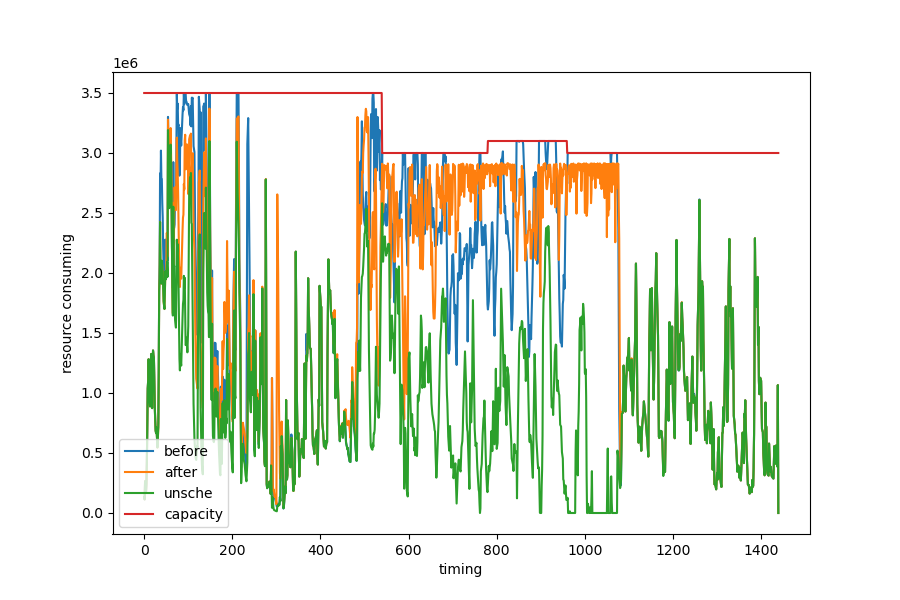 1e6
3.5
3.0
2.5
2.0
1.5
1.0
0.5
0.0
resource consuming
before
after
unsche
capacity
0 200 400 600 800 1000 1200 1400
timing